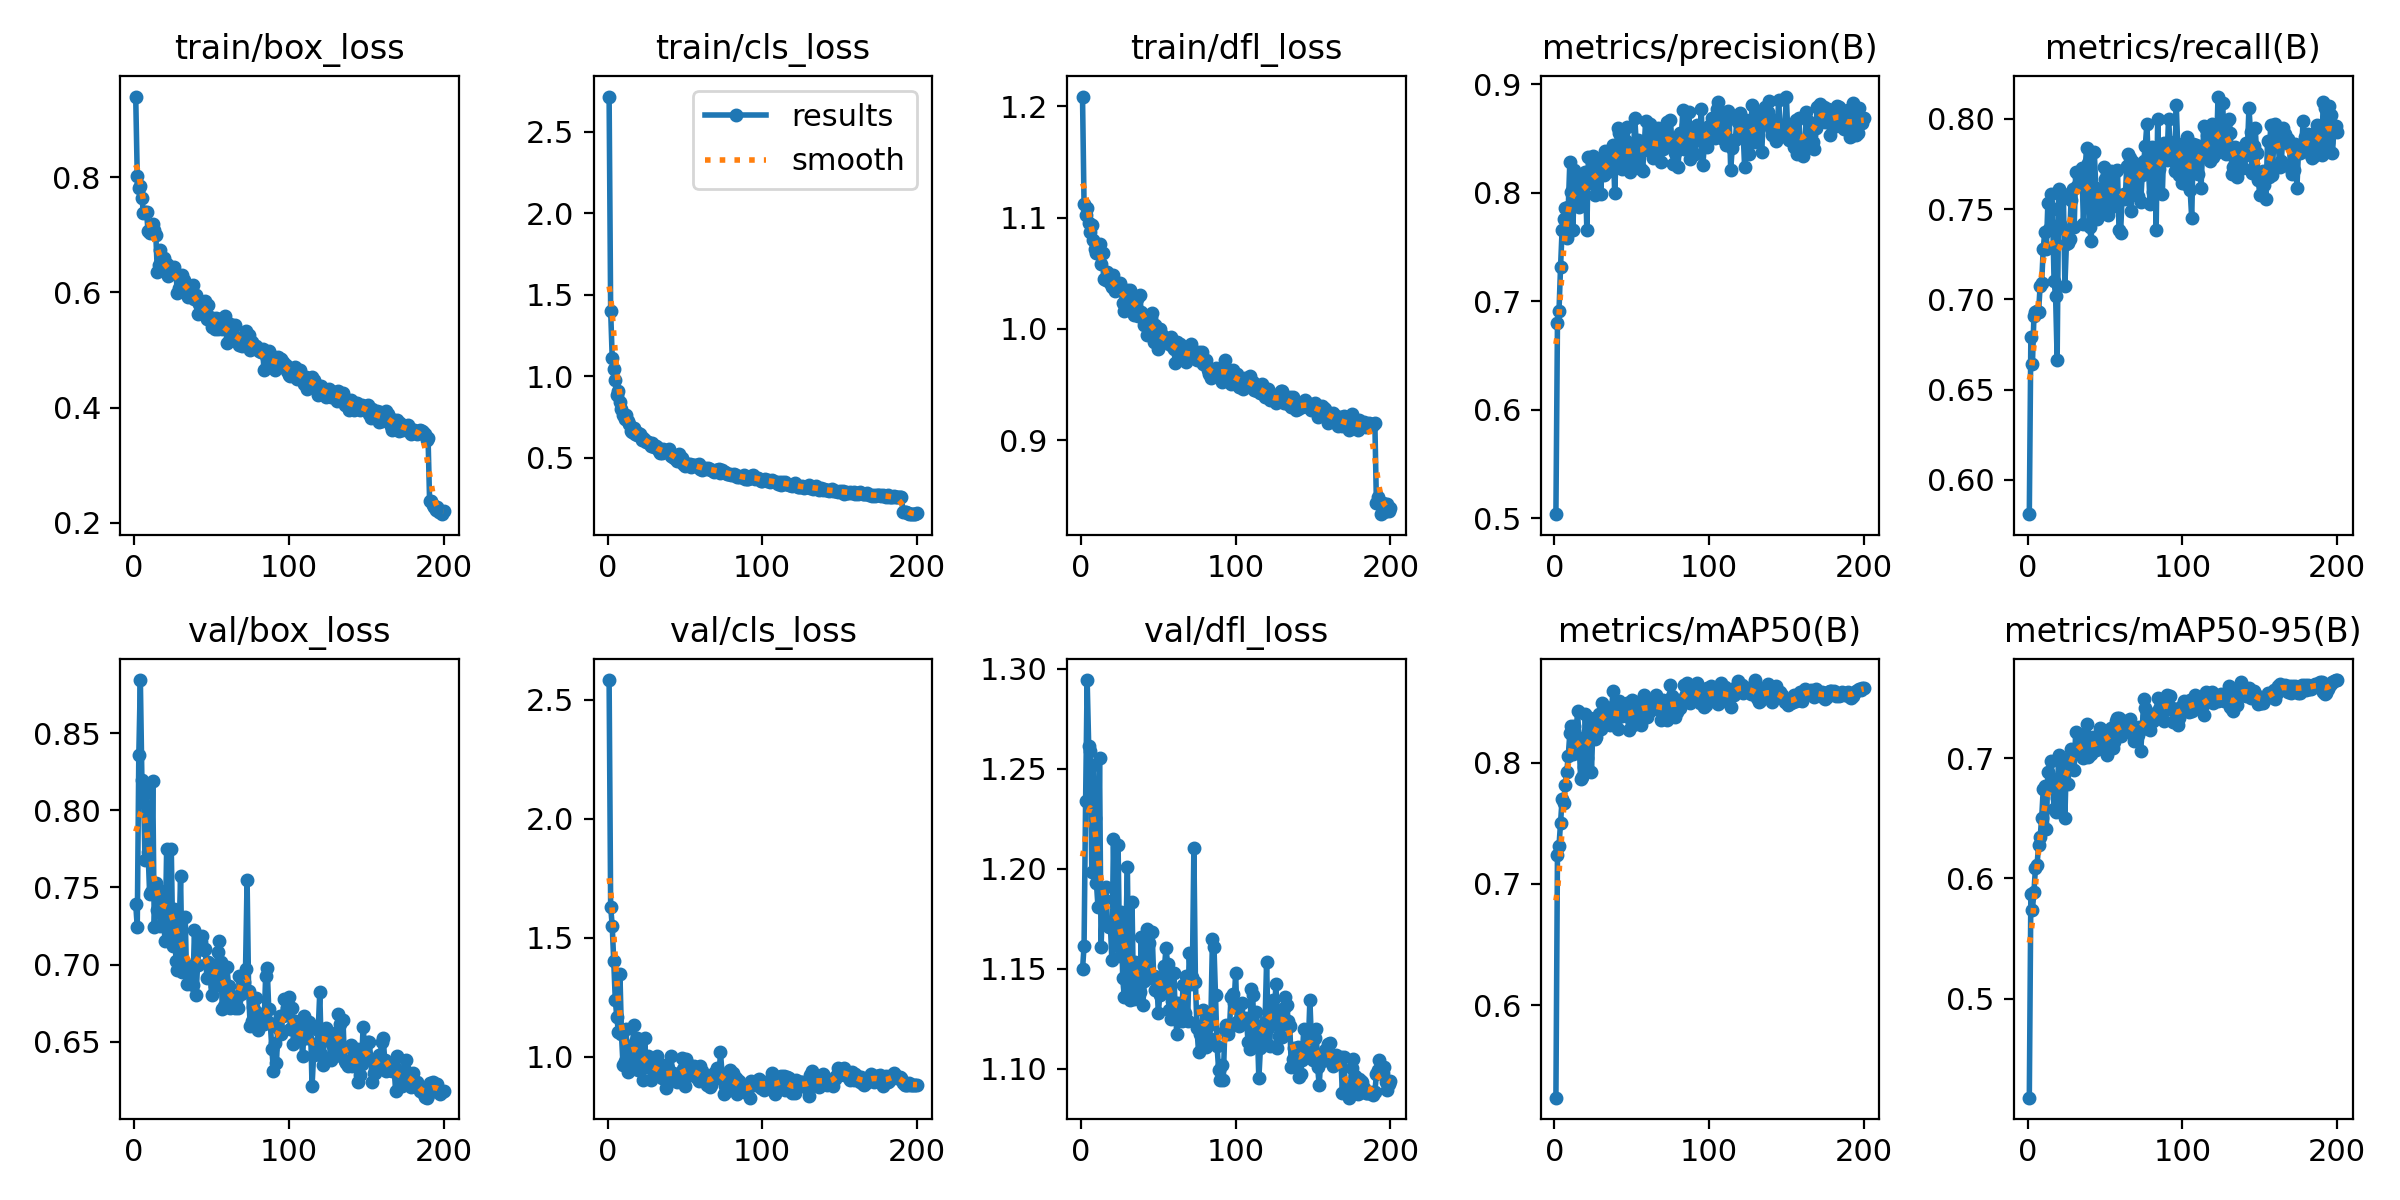 train/box_loss
0.8
0.6
0.4
0.2
0 100 200
train/cls_loss
results
smooth
2.5
2.0
1.5
1.0
0.5
0 100 200
train/dfl_loss
1.2
1.1
1.0
0.9
0 100 200
metrics/precision(B)
0.9
0.8
0.7
0.6
0.5
0 100 200
metrics/recall(B)
0.80
0.75
0.70
0.65
0.60
0 100 200
val/box_loss
0.85
0.80
0.75
0.70
0.65
0 100 200
val/cls_loss
2.5
2.0
1.5
1.0
0 100 200
val/dfl_loss
1.30
1.25
1.20
1.15
1.10
0 100 200
metrics/mAP50(B)
0.8
0.7
0.6
0 100 200
metrics/mAP50-95(B)
0.7
0.6
0.5
0 100 200